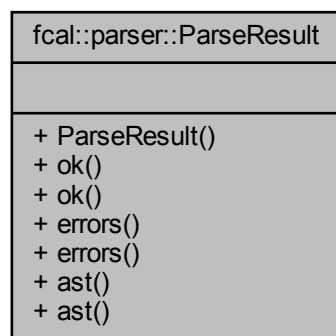 fcal::parser::ParseResult
+ ParseResult()
+ ok()
+ ok()
+ errors()
+ errors()
+ ast()
+ ast()